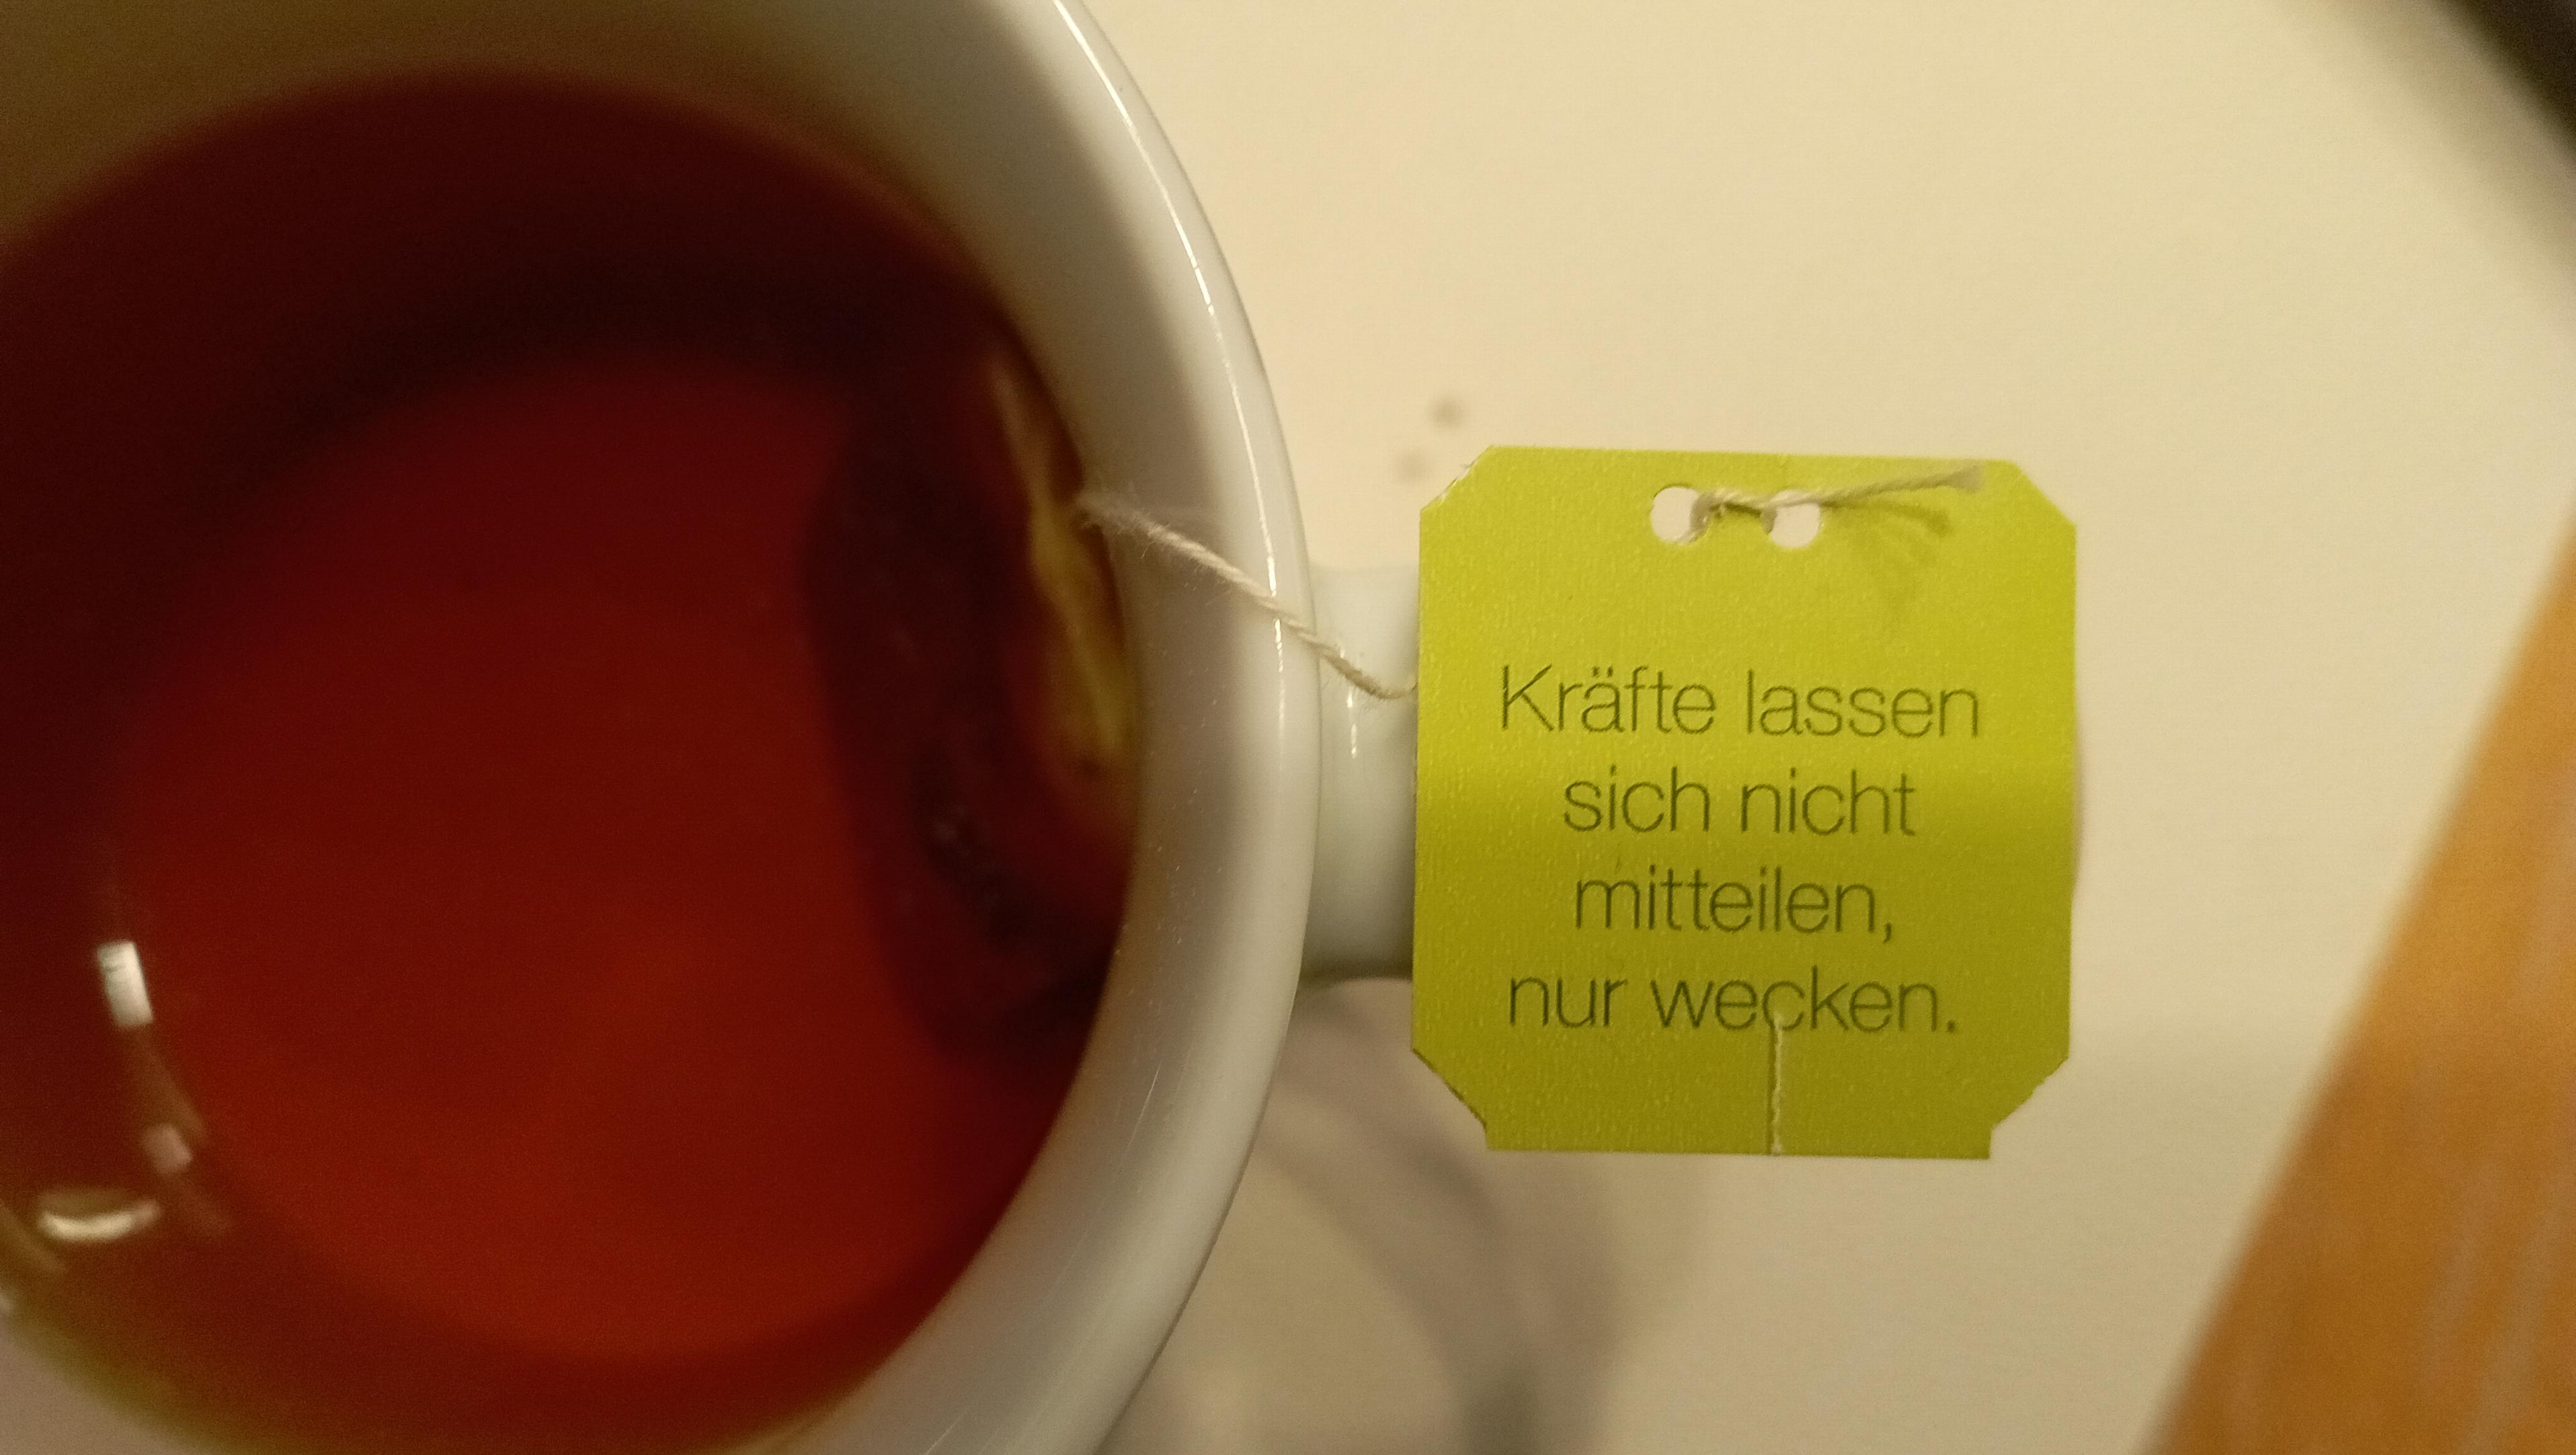 Kräfte lassen
sich nicht
mitteilen,
nur wecken.